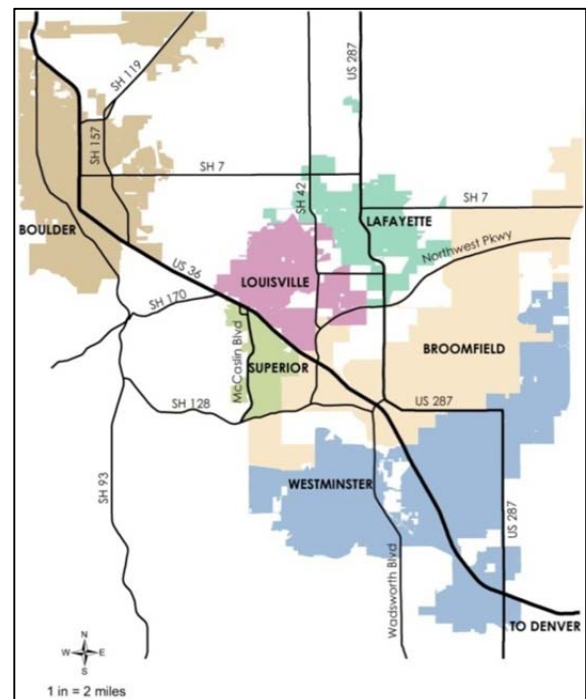 US 287
SH 119
SH 157
SH 7
SH 42
SH 7
LAFAYETTE
BOULDER
Northwest Pkwy
US 36
LOUISVILLE
SH 170
McCaslin Blvd
BROOMFIELD
SUPERIOR
SH 128
US 287
WESTMINSTER
SH 93
US 287
Wadsworth Blvd
TO DENVER
N
W E
S
1 in = 2 miles